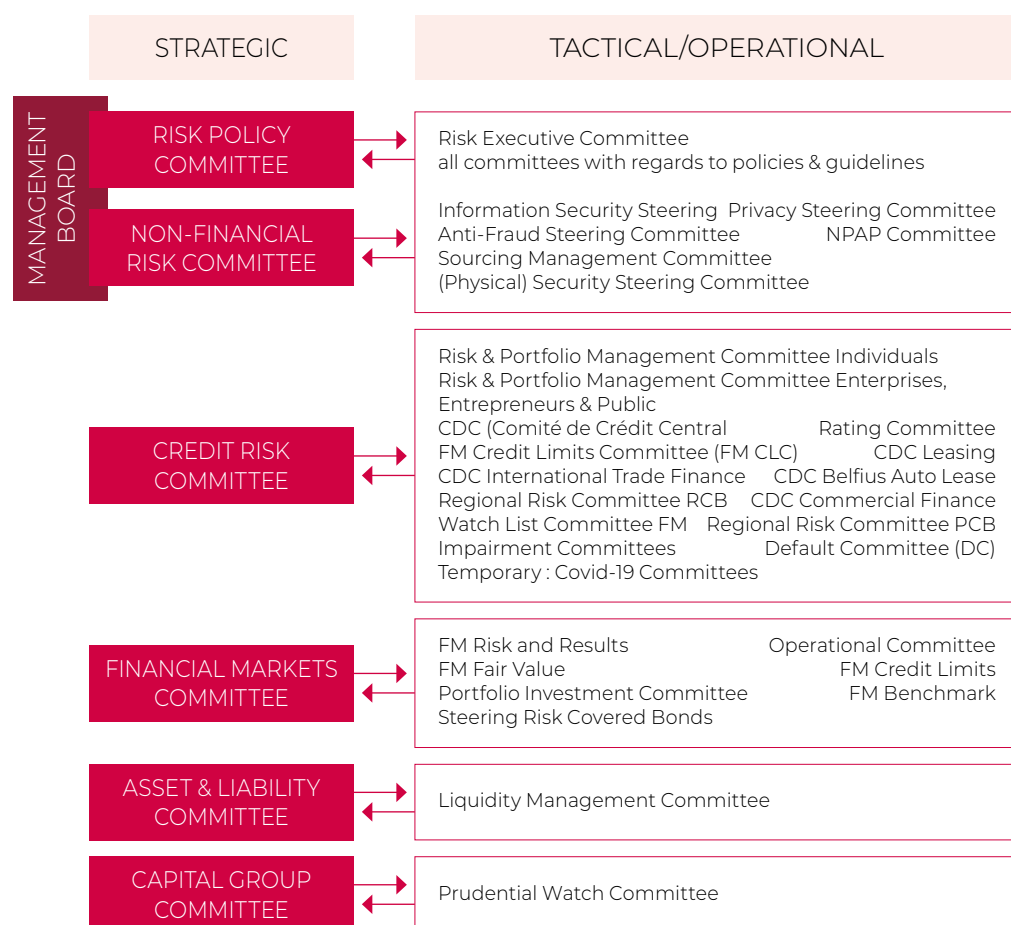 STRATEGIC TACTICAL/OPERATIONAL
MANAGEMENT
BOARD
RISK POLICY
COMMITTEE
Risk Executive Committee
all committees with regards to policies & guidelines
NON-FINANCIAL
RISK COMMITTEE
Information Security Steering Privacy Steering Committee
Anti-Fraud Steering Committee NPAP Committee
Sourcing Management Committee
(Physical) Security Steering Committee
CREDIT RISK
COMMITTEE
Risk & Portfolio Management Committee Individuals
Risk & Portfolio Management Committee Enterprises,
Entrepreneurs & Public
CDC (Comité de Crédit Central Rating Committee
FM Credit Limits Committee (FM CLC) CDC Leasing
CDC International Trade Finance CDC Belfius Auto Lease
Regional Risk Committee RCB CDC Commercial Finance
Watch List Committee FM Regional Risk Committee PCB
Impairment Committees Default Committee (DC)
Temporary : Covid-19 Committees
FINANCIAL MARKETS
COMMITTEE
FM Risk and Results Operational Committee
FM Fair Value FM Credit Limits
Portfolio Investment Committee FM Benchmark
Steering Risk Covered Bonds
ASSET & LIABILITY
COMMITTEE
Liquidity Management Committee
CAPITAL GROUP
COMMITTEE
Prudential Watch Committee